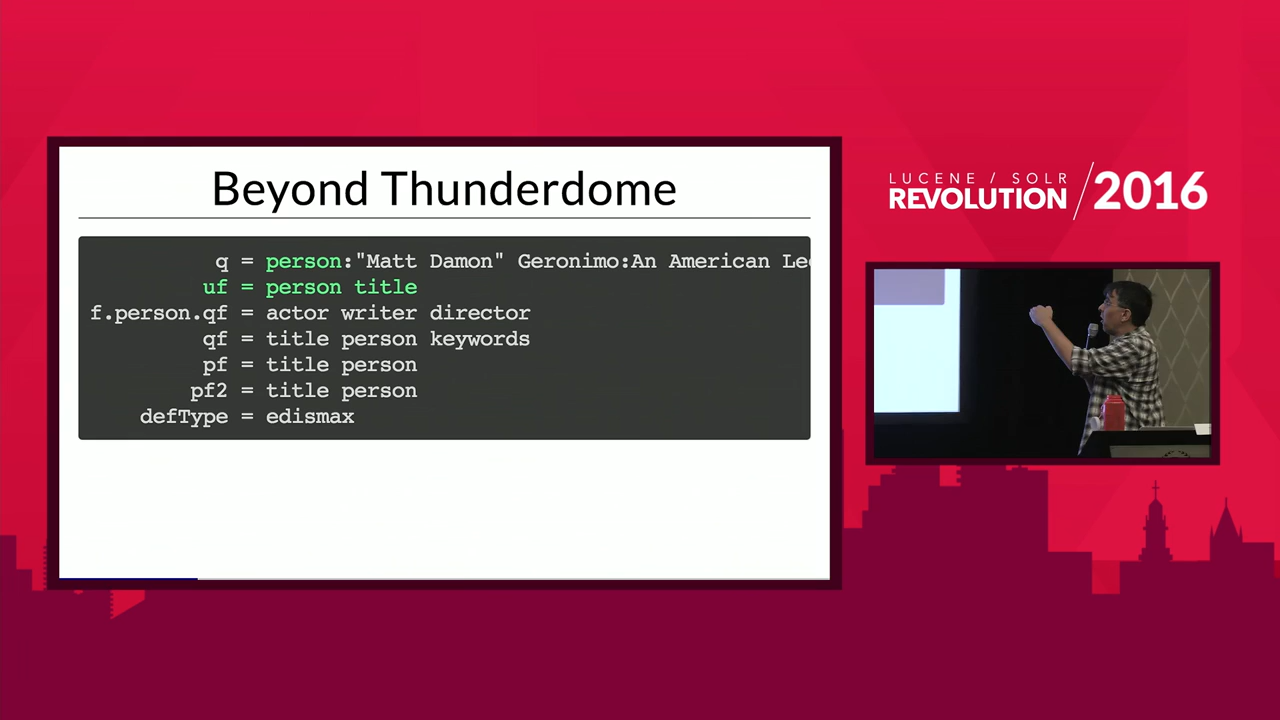 Beyond Thunderdome
q = person:"Matt Damon" Geronimo:An American
uf = person title
f.person.qf = actor writer director
qf = title person keywords
pf = title person
pf2 = title person
defType = edismax
LUCENE / SOLR
REVOLUTION / 2016